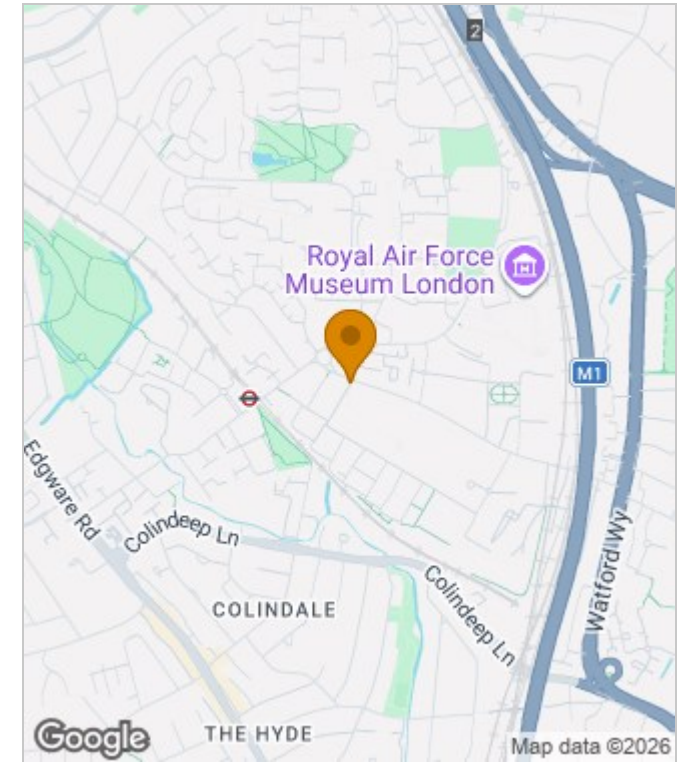 2
Royal Air Force
Museum London
M1
Edgware Rd
Colindeep Ln
Colindeep Ln
Watford Wy
COLINDALE
THE HYDE
Google
Map data ©2026